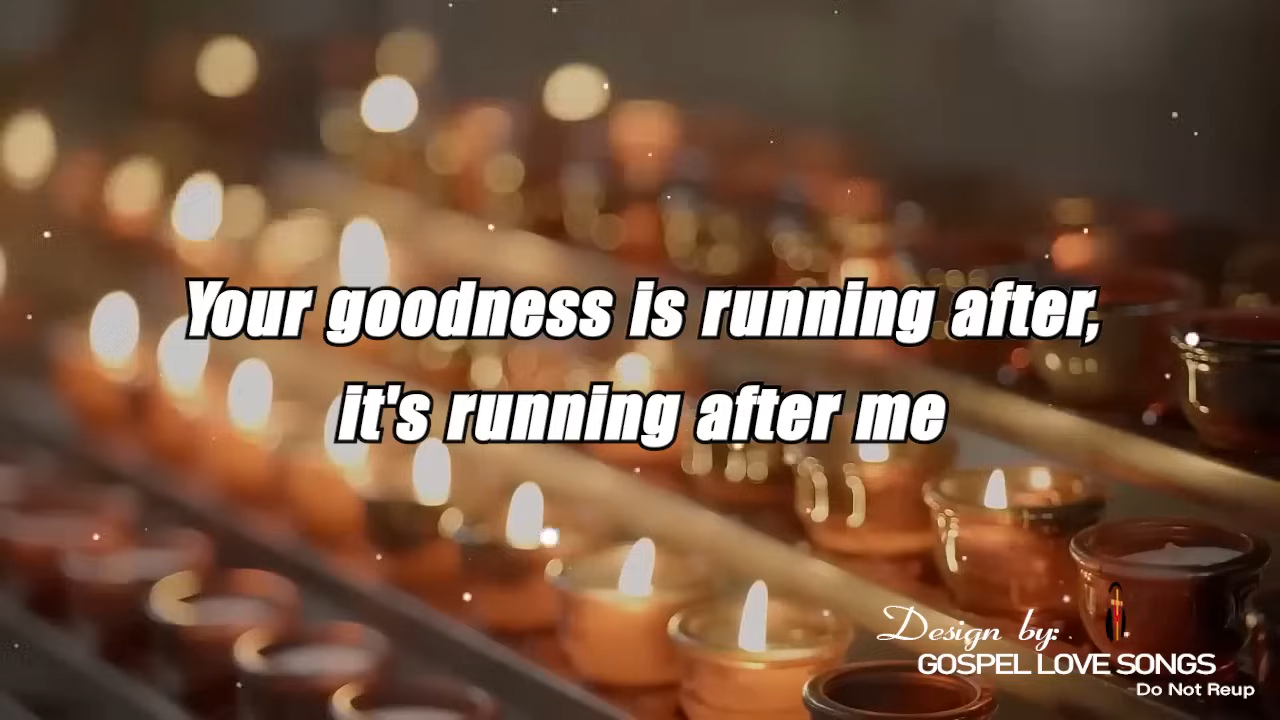 Your goodness is running after,
it's running after me
Design by:
GOSPEL LOVE SONGS
Do Not Reup